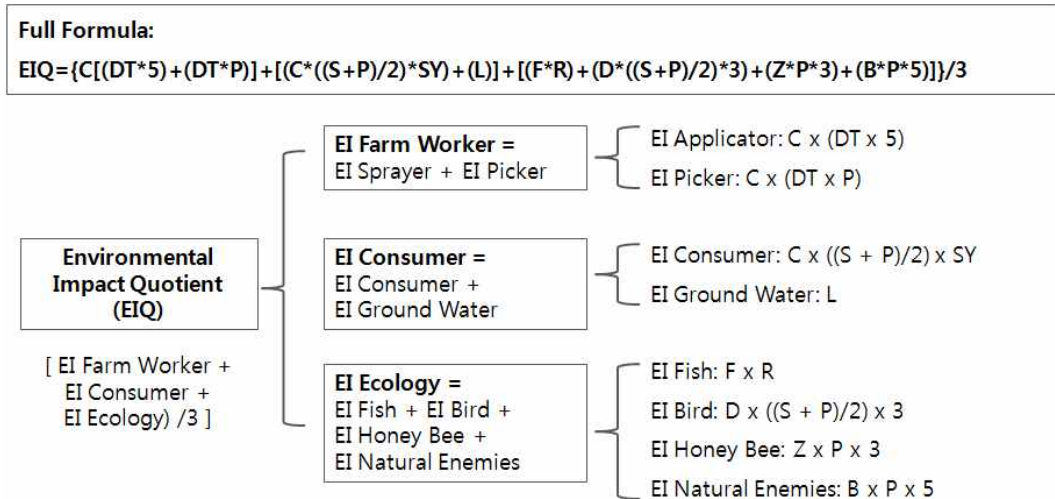 Full Formula:
EIQ={C[(DT*5)+(DT*P)]+[(C*((S+P)/2)*SY)+(L)]+[(F*R)+(D*((S+P)/2)*3)+(Z*P*3)+(B*P*5)]}/3
Environmental
Impact Quotient
(EIQ)
[ EI Farm Worker +
EI Consumer +
EI Ecology) /3 ]
EI Farm Worker =
EI Sprayer + EI Picker
EI Applicator: C x (DT x 5)
EI Picker: C x (DT x P)
EI Consumer =
EI Consumer +
EI Ground Water
EI Consumer: C x ((S + P)/2) x SY
EI Ground Water: L
EI Ecology =
EI Fish + EI Bird +
EI Honey Bee +
EI Natural Enemies
EI Fish: F x R
EI Bird: D x ((S + P)/2) x 3
EI Honey Bee: Z x P x 3
EI Natural Enemies: B x P x 5